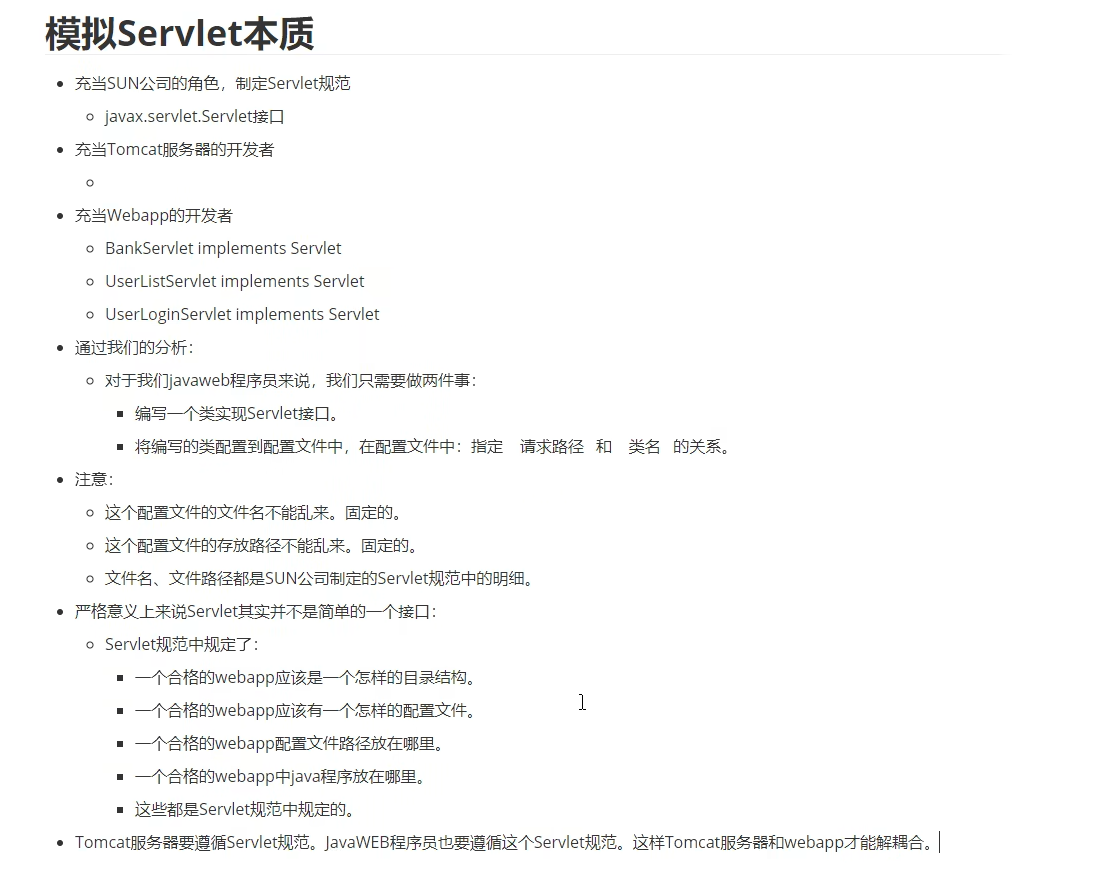 模拟Servlet本质
充当SUN公司的角色，制定Servlet规范
javax.servlet.Servlet接口
充当Tomcat服务器的开发者
充当Webapp的开发者
BankServlet implements Servlet
UserListServlet implements Servlet
UserLoginServlet implements Servlet
通过我们的分析：
对于我们javaweb程序员来说，我们只需要做两件事：
编写一个类实现Servlet接口。
将编写的类配置到配置文件中，在配置文件中：指定 请求路径 和 类名 的关系。
注意：
这个配置文件的文件名不能乱来。固定的。
这个配置文件的存放路径不能乱来。固定的。
文件名、文件路径都是SUN公司制定的Servlet规范中的明细。
严格意义上来说Servlet其实并不是简单的一个接口：
Servlet规范中规定了：
一个合格的webapp应该是一个怎样的目录结构。
一个合格的webapp应该有一个怎样的配置文件。
一个合格的webapp配置文件路径放在哪里。
一个合格的webapp中java程序放在哪里。
这些都是Servlet规范中规定的。
Tomcat服务器要遵循Servlet规范。JavaWEB程序员也要遵循这个Servlet规范。这样Tomcat服务器和webapp才能解耦合。